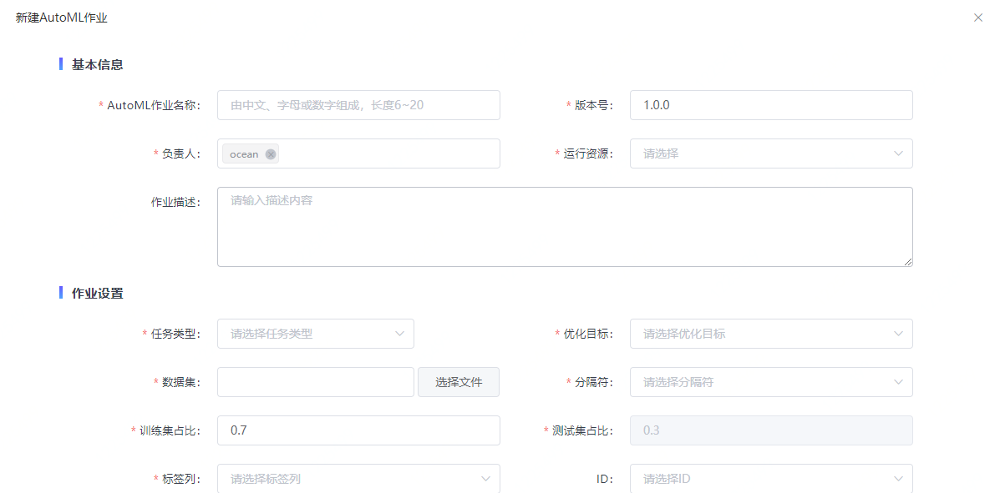 新建AutoML作业
基本信息
* AutoML作业名称: 由中文、字母或数字组成，长度6~20 * 版本号: 1.0.0
* 负责人: ocean * 运行资源: 请选择
作业描述: 请输入描述内容
作业设置
* 任务类型: 请选择任务类型 * 优化目标: 请选择优化目标
* 数据集: 选择文件 * 分隔符: 请选择分隔符
* 训练集占比: 0.7 * 测试集占比: 0.3
* 标签列: 请选择标签列 ID: 请选择ID